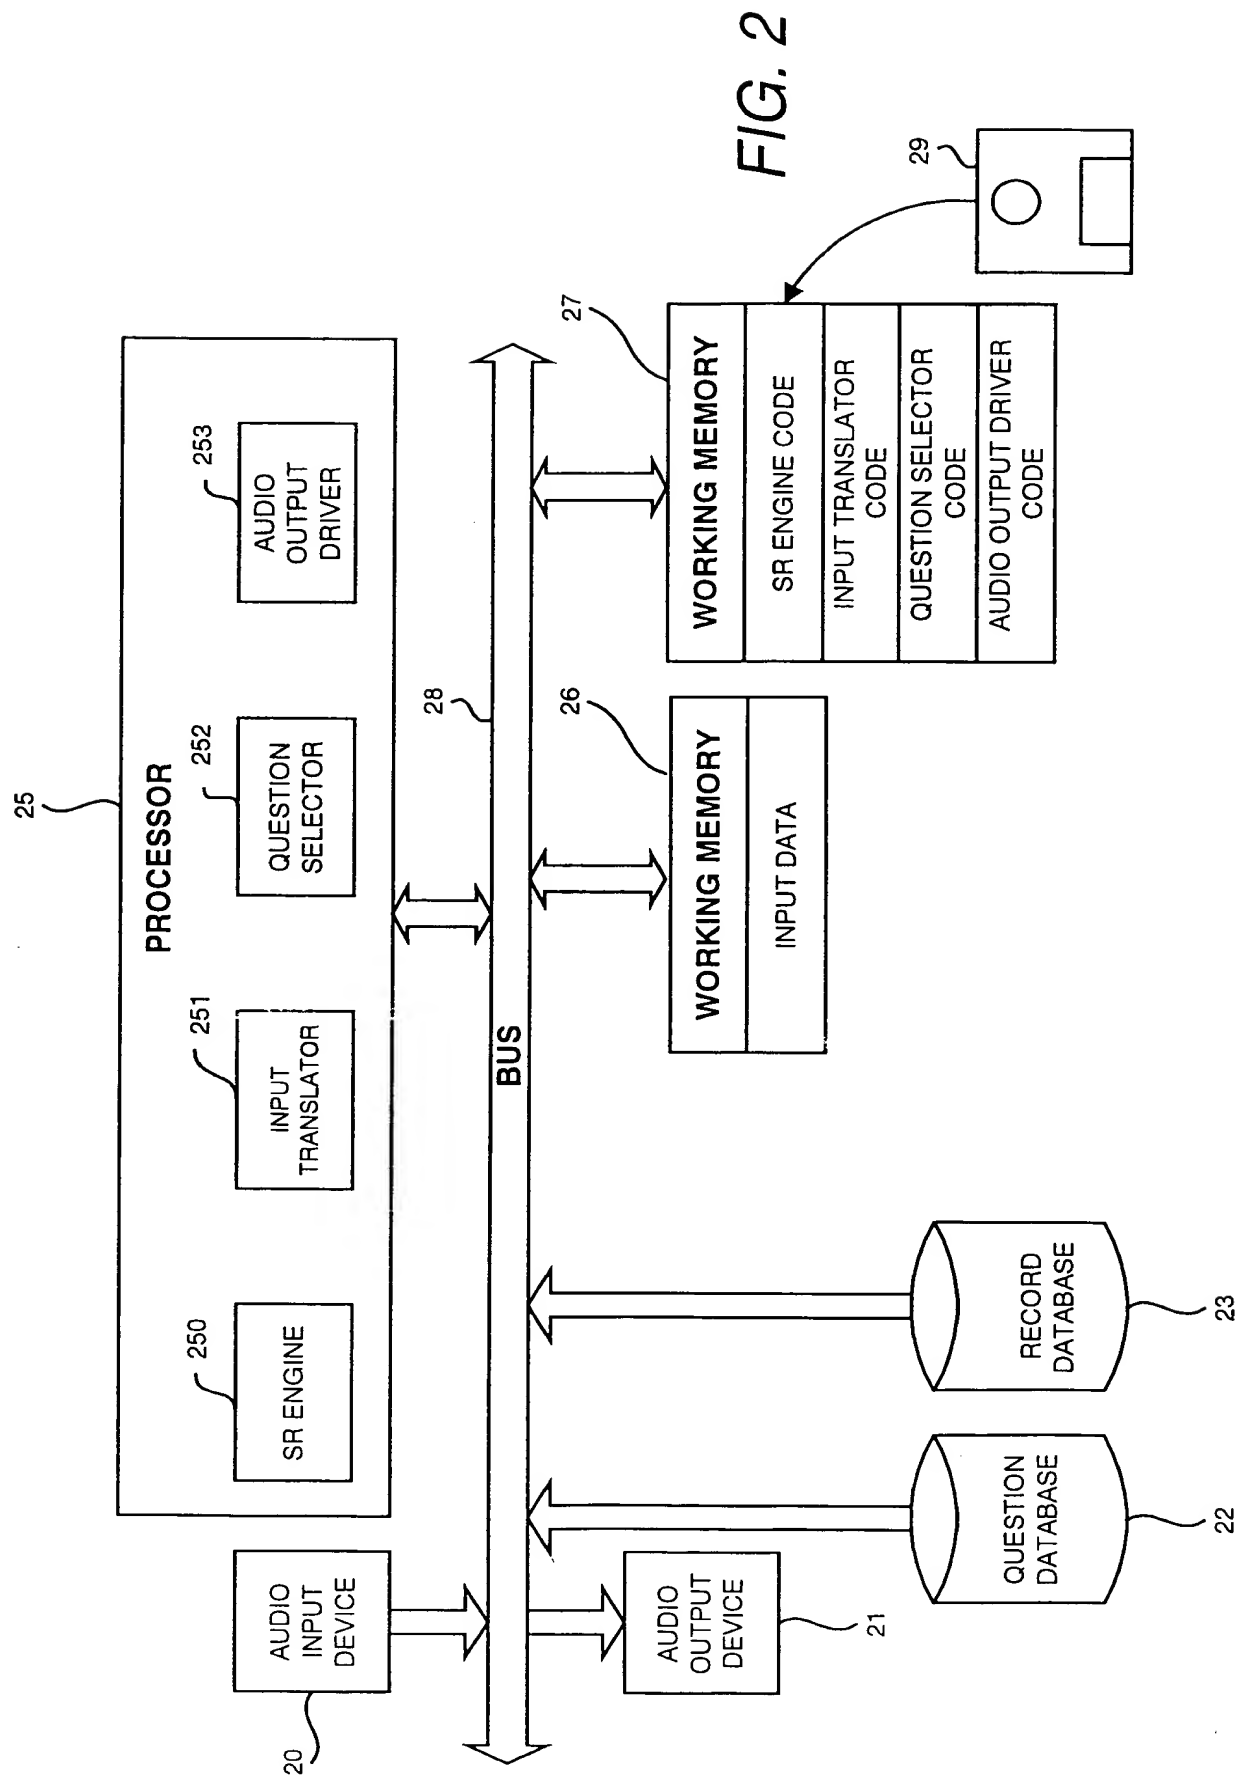 25
PROCESSOR
250
SR ENGINE
251
INPUT
TRANSLATOR
252
QUESTION
SELECTOR
253
AUDIO
OUTPUT
DRIVER
20
AUDIO
INPUT
DEVICE
28
BUS
21
AUDIO
OUTPUT
DEVICE
22
QUESTION
DATABASE
23
RECORD
DATABASE
26
WORKING MEMORY
INPUT DATA
27
WORKING MEMORY
SR ENGINE CODE
INPUT TRANSLATOR
CODE
QUESTION SELECTOR
CODE
AUDIO OUTPUT DRIVER
CODE
29
FIG. 2